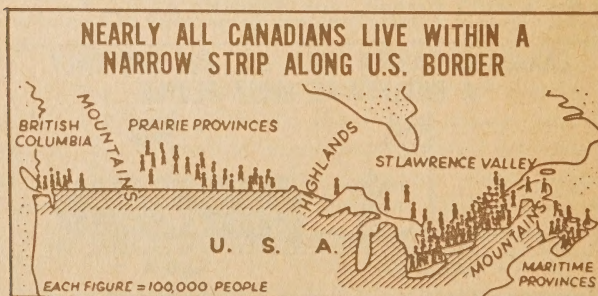 NEARLY ALL CANADIANS LIVE WITHIN A
NARROW STRIP ALONG U.S. BORDER
BRITISH
COLUMBIA
MOUNTAINS
PRAIRIE PROVINCES
HIGHLANDS
ST LAWRENCE VALLEY
U. S. A.
MOUNTAINS
MARITIME
PROVINCES
EACH FIGURE = 100,000 PEOPLE